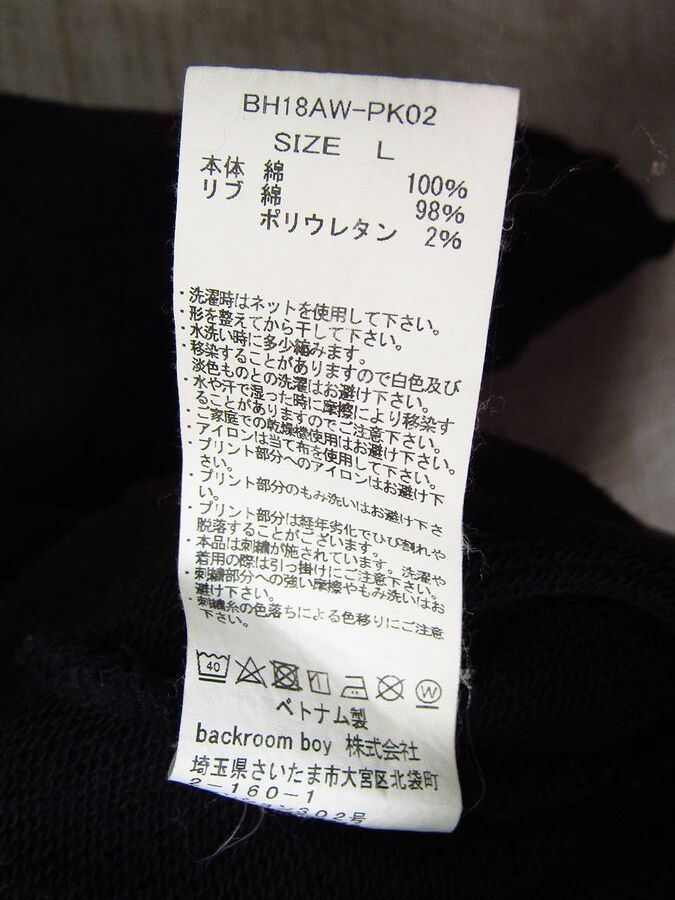 BH18AW-PK02
SIZE L
本体 綿 100%
リブ 綿 98%
ポリウレタン 2%
・洗濯時はネットを使用して下さい。
・形を整えてから干して下さい。
・水洗い時に多少縮みます。
・移染することがありますので白色及び
淡色ものとの洗濯はお避け下さい。
・水や汗で湿った時に摩擦により移染す
ることがありますのでご注意下さい。
・ご家庭での乾燥機使用はお避け下さい。
・アイロンは当て布を使用して下さい。
・プリント部分へのアイロンはお避け下
さい。
・プリント部分のもみ洗いはお避け下さ
い。
・プリント部分は経年劣化でひび割れや
脱落することがございます。
・本品は刺繍が施されています。洗濯や
着用の際は引っ掛けにご注意下さい。
・刺繍部分への強い摩擦やもみ洗いはお
避け下さい。
・刺繍糸の色落ちによる色移りにご注意
下さい。
40 W
ベトナム製
backroom boy 株式会社
埼玉県さいたま市大宮区北袋町
2-160-1
302号